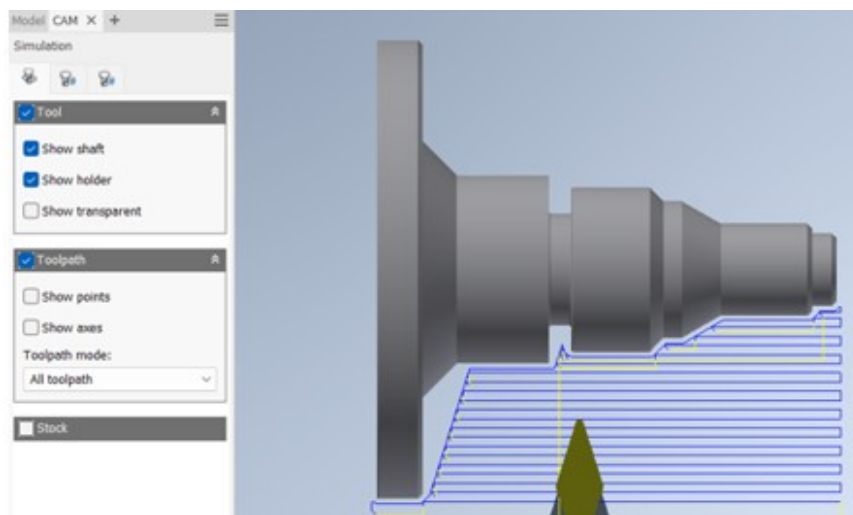 Model CAM × +
Simulation
Tool
Show shaft
Show holder
Show transparent
Toolpath
Show points
Show axes
Toolpath mode:
All toolpath
Stock